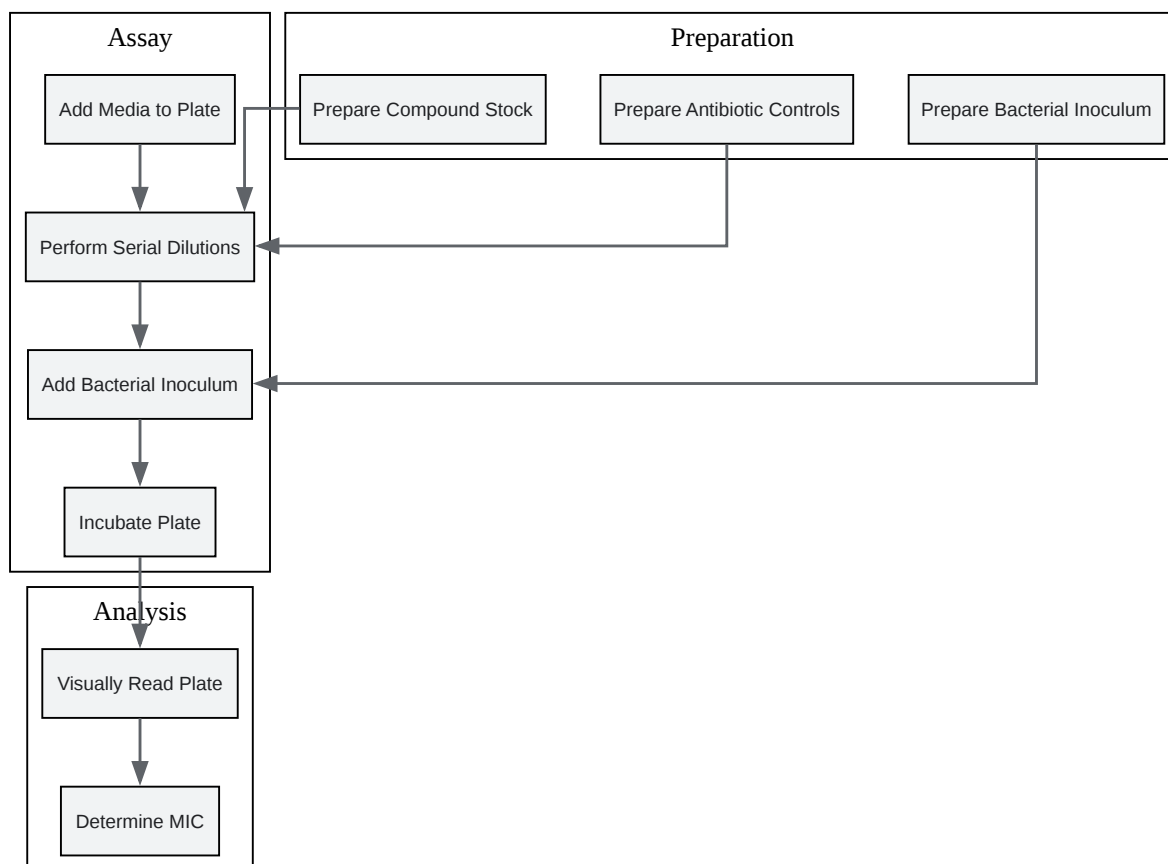 Assay
Preparation
Add Media to Plate
Prepare Compound Stock
Prepare Antibiotic Controls
Prepare Bacterial Inoculum
Perform Serial Dilutions
Add Bacterial Inoculum
Incubate Plate
Analysis
Visually Read Plate
Determine MIC